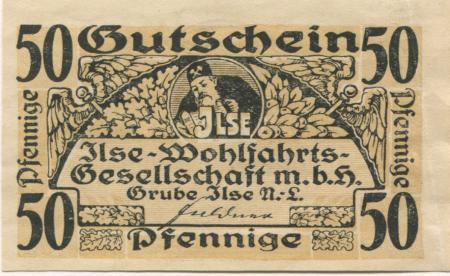 50 Gutschein 50
ILSE
Pfennige
Pfennige
Ilse-Wohlfahrts-
Gesellschaft m.b.H.
Grube Ilse N.-L.
50 Pfennige 50